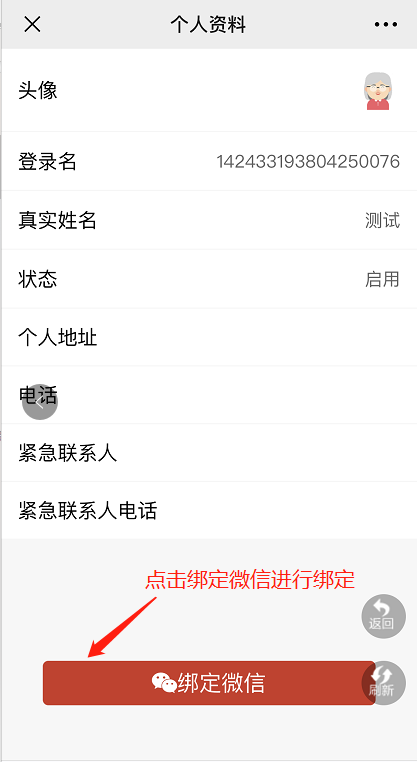 个人资料
头像
登录名 142433193804250076
真实姓名 测试
状态 启用
个人地址
电话
紧急联系人
紧急联系人电话
点击绑定微信进行绑定
返回
绑定微信
刷新